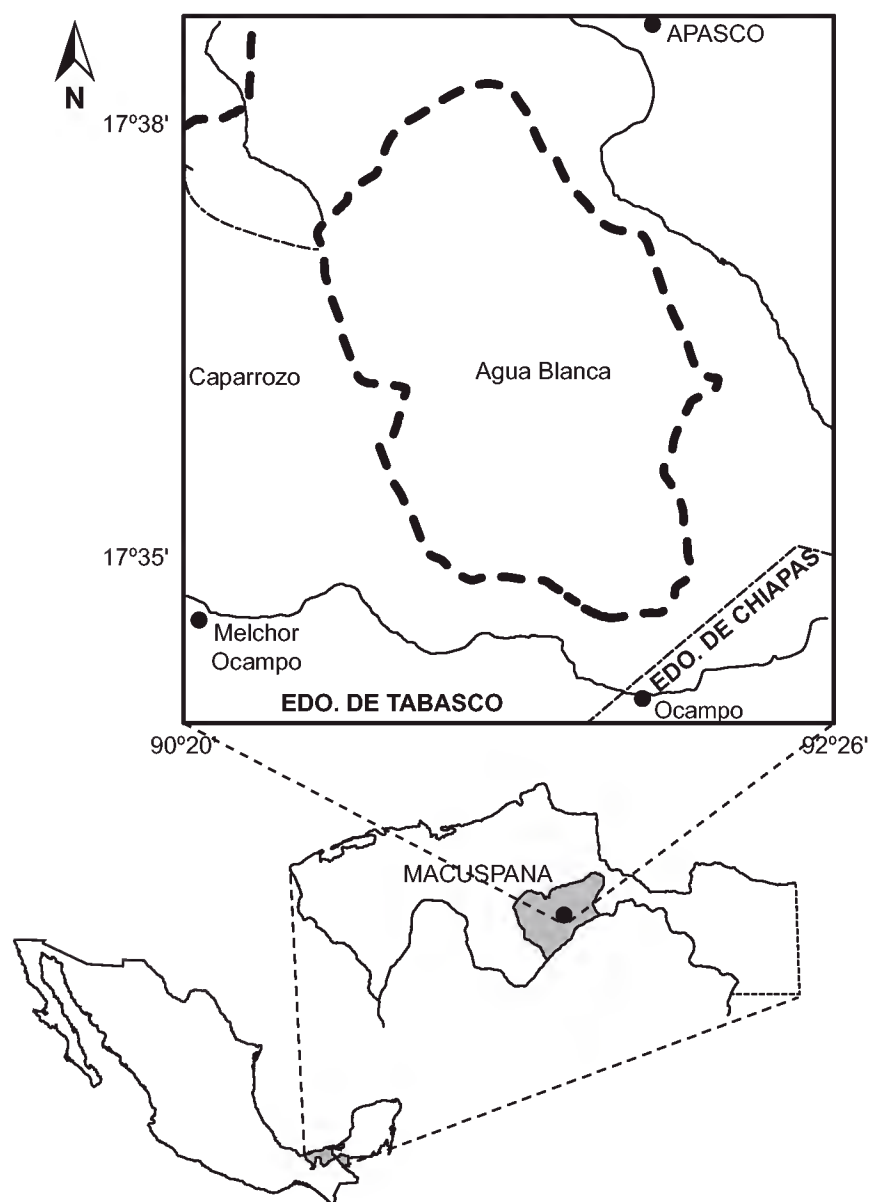 APASCO
N
17º38'
Caparrozo
Agua Blanca
17º35'
EDO. DE CHIAPAS
Melchor
Ocampo
EDO. DE TABASCO
Ocampo
90º20'
92º26'
MACUSPANA